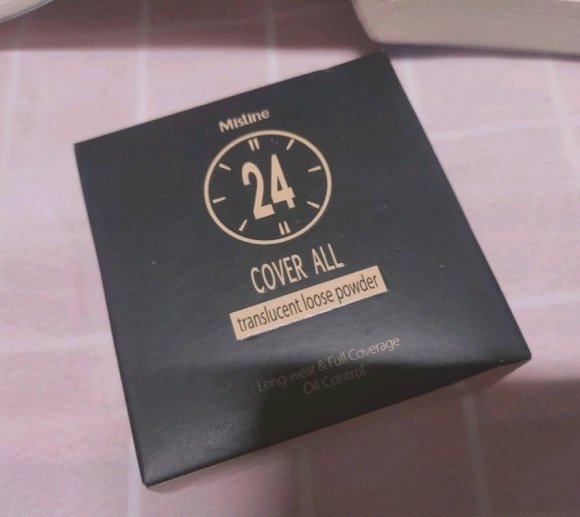 Mistine
24
COVER ALL
translucent loose powder
Long-wear & Full Coverage
Oil Control